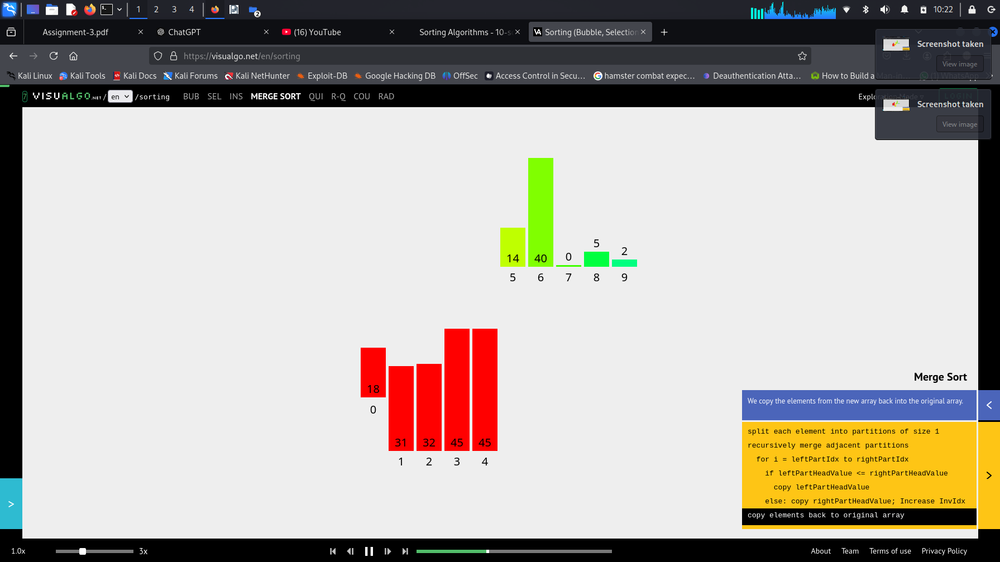 1 2 3 4 2 10:22
Assignment-3.pdf ChatGPT (16) YouTube Sorting Algorithms - 10-s Sorting (Bubble, Selection
https://visualgo.net/en/sorting
Kali Linux Kali Tools Kali Docs Kali Forums Kali NetHunter Exploit-DB Google Hacking DB OffSec Access Control in Secu… hamster combat expec… Deauthentication Atta… How to Build a Man-in… (1) WhatsApp
Screenshot taken
View image
Screenshot taken
View image
7 VISUALGO.NET / en /sorting BUB SEL INS MERGE SORT QUI R-Q COU RAD Exploration Mode LOGIN
14 40 0 5 2
5 6 7 8 9
18 31 32 45 45
0 1 2 3 4
Merge Sort
We copy the elements from the new array back into the original array.
split each element into partitions of size 1
recursively merge adjacent partitions
for i = leftPartIdx to rightPartIdx
if leftPartHeadValue <= rightPartHeadValue
copy leftPartHeadValue
else: copy rightPartHeadValue; Increase InvIdx
copy elements back to original array
1.0x 3x About Team Terms of use Privacy Policy